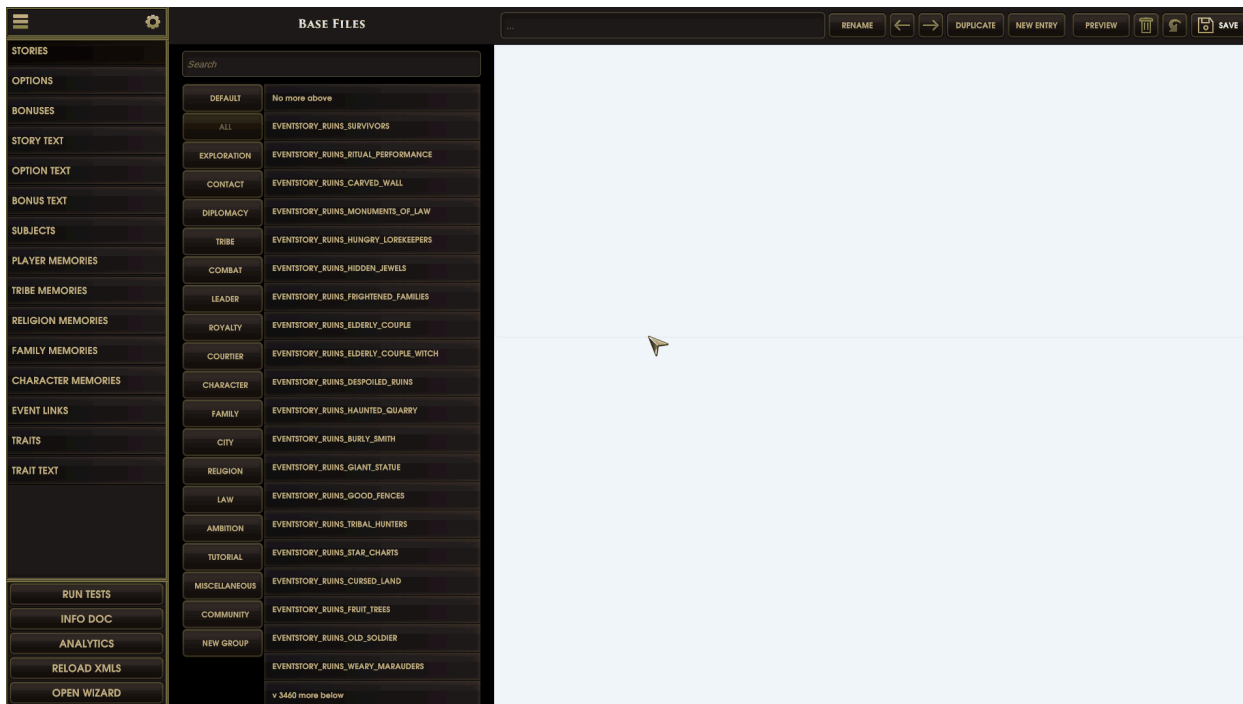 BASE FILES
...
RENAME
DUPLICATE
NEW ENTRY
PREVIEW
SAVE
STORIES
OPTIONS
BONUSES
STORY TEXT
OPTION TEXT
BONUS TEXT
SUBJECTS
PLAYER MEMORIES
TRIBE MEMORIES
RELIGION MEMORIES
FAMILY MEMORIES
CHARACTER MEMORIES
EVENT LINKS
TRAITS
TRAIT TEXT
RUN TESTS
INFO DOC
ANALYTICS
RELOAD XMLS
OPEN WIZARD
Search
DEFAULT
ALL
EXPLORATION
CONTACT
DIPLOMACY
TRIBE
COMBAT
LEADER
ROYALTY
COURTIER
CHARACTER
FAMILY
CITY
RELIGION
LAW
AMBITION
TUTORIAL
MISCELLANEOUS
COMMUNITY
NEW GROUP
No more above
EVENTSTORY_RUINS_SURVIVORS
EVENTSTORY_RUINS_RITUAL_PERFORMANCE
EVENTSTORY_RUINS_CARVED_WALL
EVENTSTORY_RUINS_MONUMENTS_OF_LAW
EVENTSTORY_RUINS_HUNGRY_LOREKEEPERS
EVENTSTORY_RUINS_HIDDEN_JEWELS
EVENTSTORY_RUINS_FRIGHTENED_FAMILIES
EVENTSTORY_RUINS_ELDERLY_COUPLE
EVENTSTORY_RUINS_ELDERLY_COUPLE_WITCH
EVENTSTORY_RUINS_DESPOILED_RUINS
EVENTSTORY_RUINS_HAUNTED_QUARRY
EVENTSTORY_RUINS_BURLY_SMITH
EVENTSTORY_RUINS_GIANT_STATUE
EVENTSTORY_RUINS_GOOD_FENCES
EVENTSTORY_RUINS_TRIBAL_HUNTERS
EVENTSTORY_RUINS_STAR_CHARTS
EVENTSTORY_RUINS_CURSED_LAND
EVENTSTORY_RUINS_FRUIT_TREES
EVENTSTORY_RUINS_OLD_SOLDIER
EVENTSTORY_RUINS_WEARY_MARAUDERS
v 3460 more below